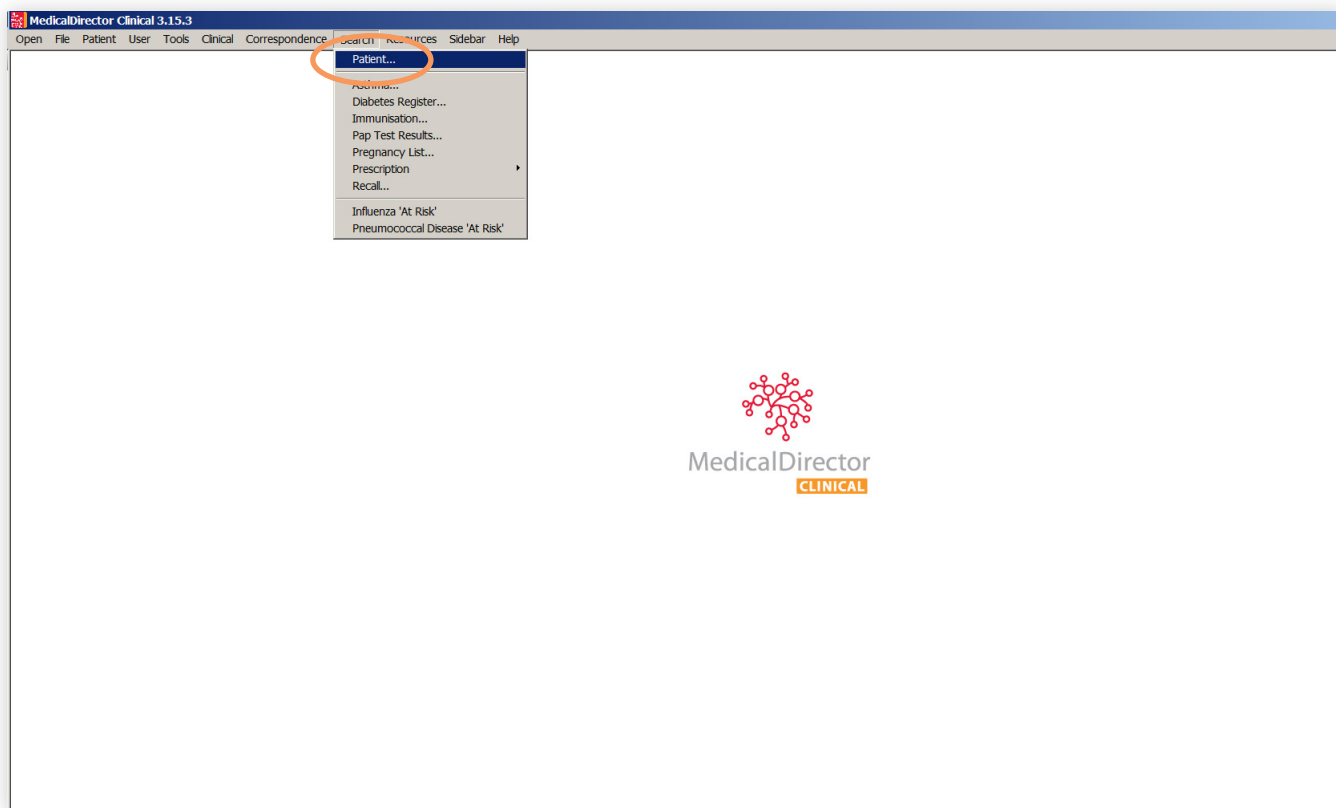 MedicalDirector Clinical 3.15.3
Open File Patient User Tools Clinical Correspondence Search Resources Sidebar Help
Patient...
Asthma...
Diabetes Register...
Immunisation...
Pap Test Results...
Pregnancy List...
Prescription
Recall...
Influenza 'At Risk'
Pneumococcal Disease 'At Risk'
MedicalDirector
CLINICAL